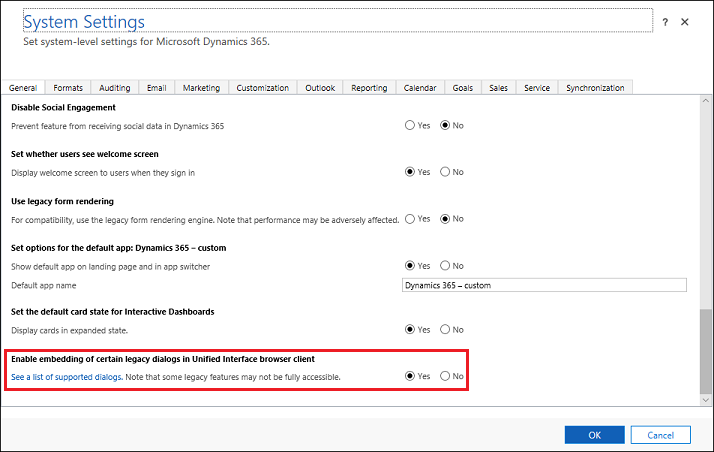 System Settings
? ✕
Set system-level settings for Microsoft Dynamics 365.
General Formats Auditing Email Marketing Customization Outlook Reporting Calendar Goals Sales Service Synchronization
Disable Social Engagement
Prevent feature from receiving social data in Dynamics 365 Yes No
Set whether users see welcome screen
Display welcome screen to users when they sign in Yes No
Use legacy form rendering
For compatibility, use the legacy form rendering engine. Note that performance may be adversely affected. Yes No
Set options for the default app: Dynamics 365 – custom
Show default app on landing page and in app switcher Yes No
Default app name Dynamics 365 – custom
Set the default card state for Interactive Dashboards
Display cards in expanded state. Yes No
Enable embedding of certain legacy dialogs in Unified Interface browser client
See a list of supported dialogs. Note that some legacy features may not be fully accessible. Yes No
OK Cancel